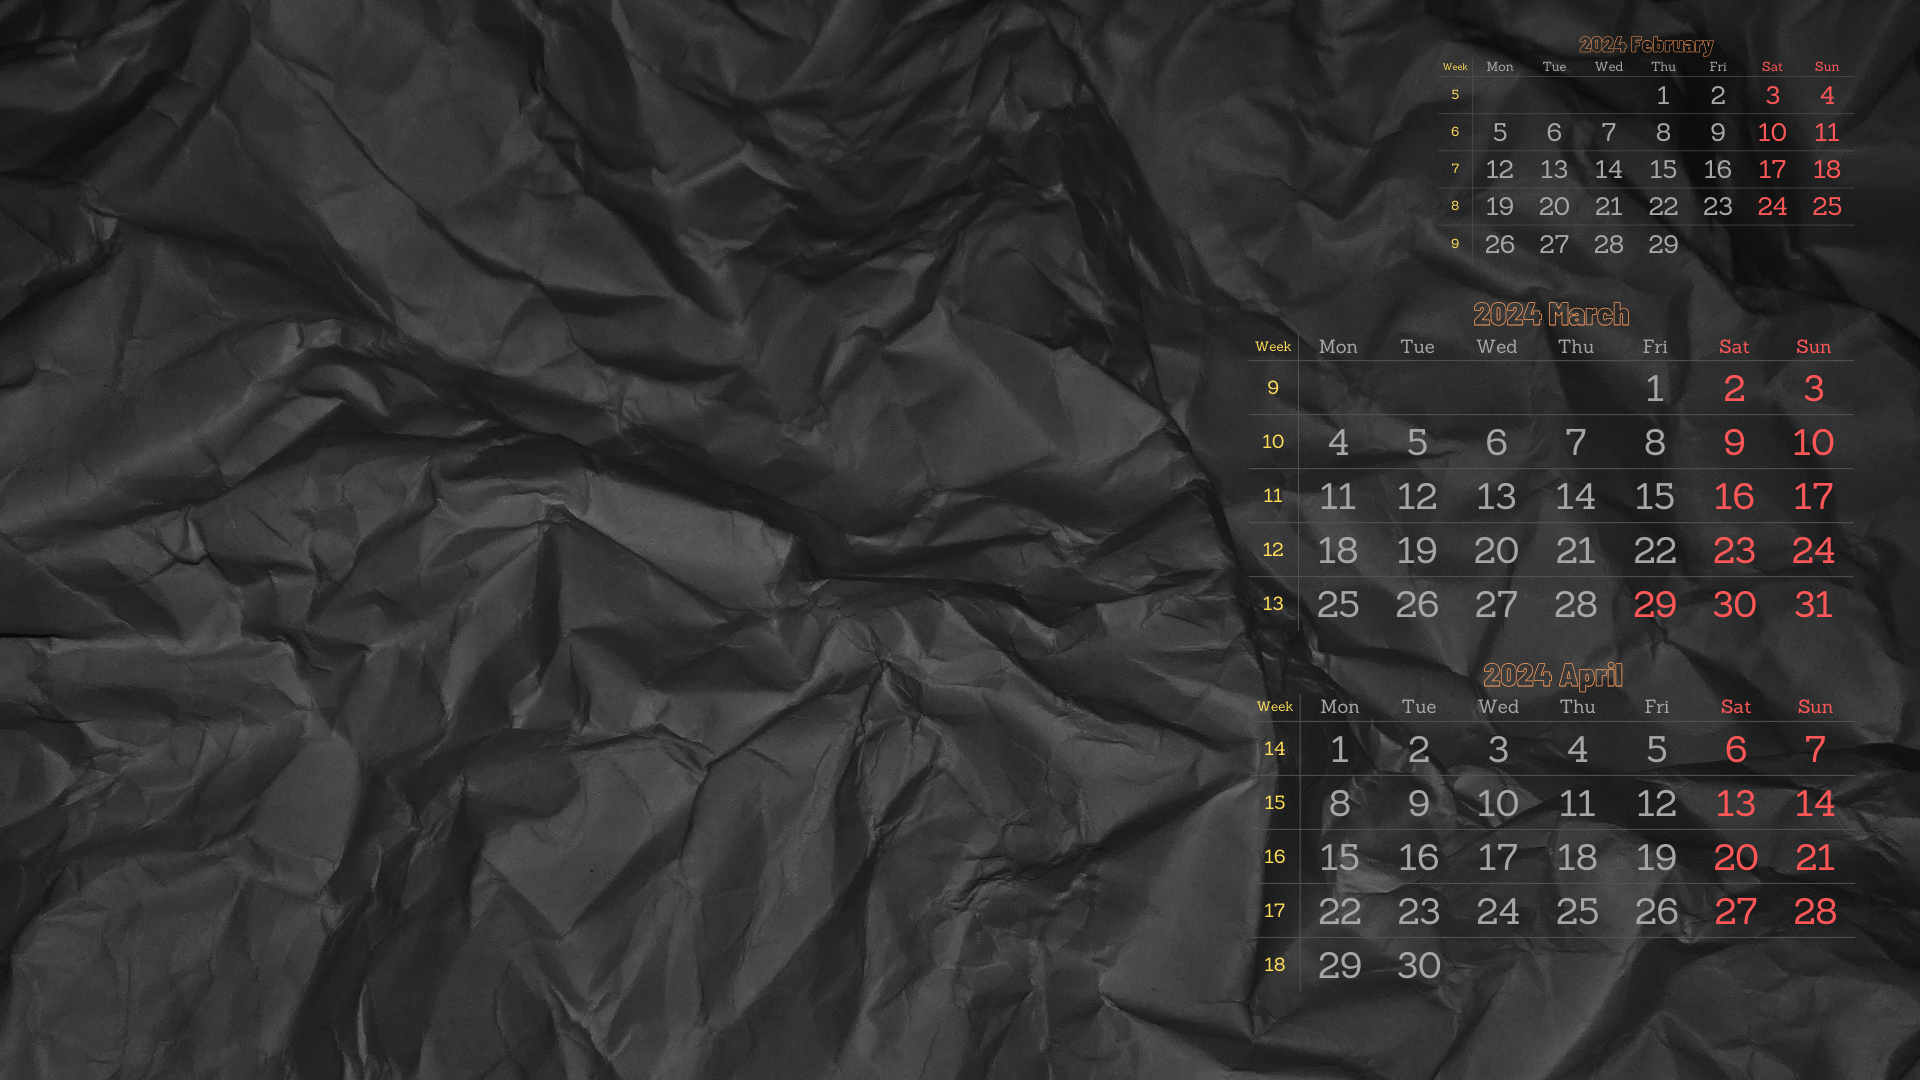 2024 February
Week Mon Tue Wed Thu Fri Sat Sun
5 1 2 3 4
6 5 6 7 8 9 10 11
7 12 13 14 15 16 17 18
8 19 20 21 22 23 24 25
9 26 27 28 29
2024 March
Week Mon Tue Wed Thu Fri Sat Sun
9 1 2 3
10 4 5 6 7 8 9 10
11 11 12 13 14 15 16 17
12 18 19 20 21 22 23 24
13 25 26 27 28 29 30 31
2024 April
Week Mon Tue Wed Thu Fri Sat Sun
14 1 2 3 4 5 6 7
15 8 9 10 11 12 13 14
16 15 16 17 18 19 20 21
17 22 23 24 25 26 27 28
18 29 30